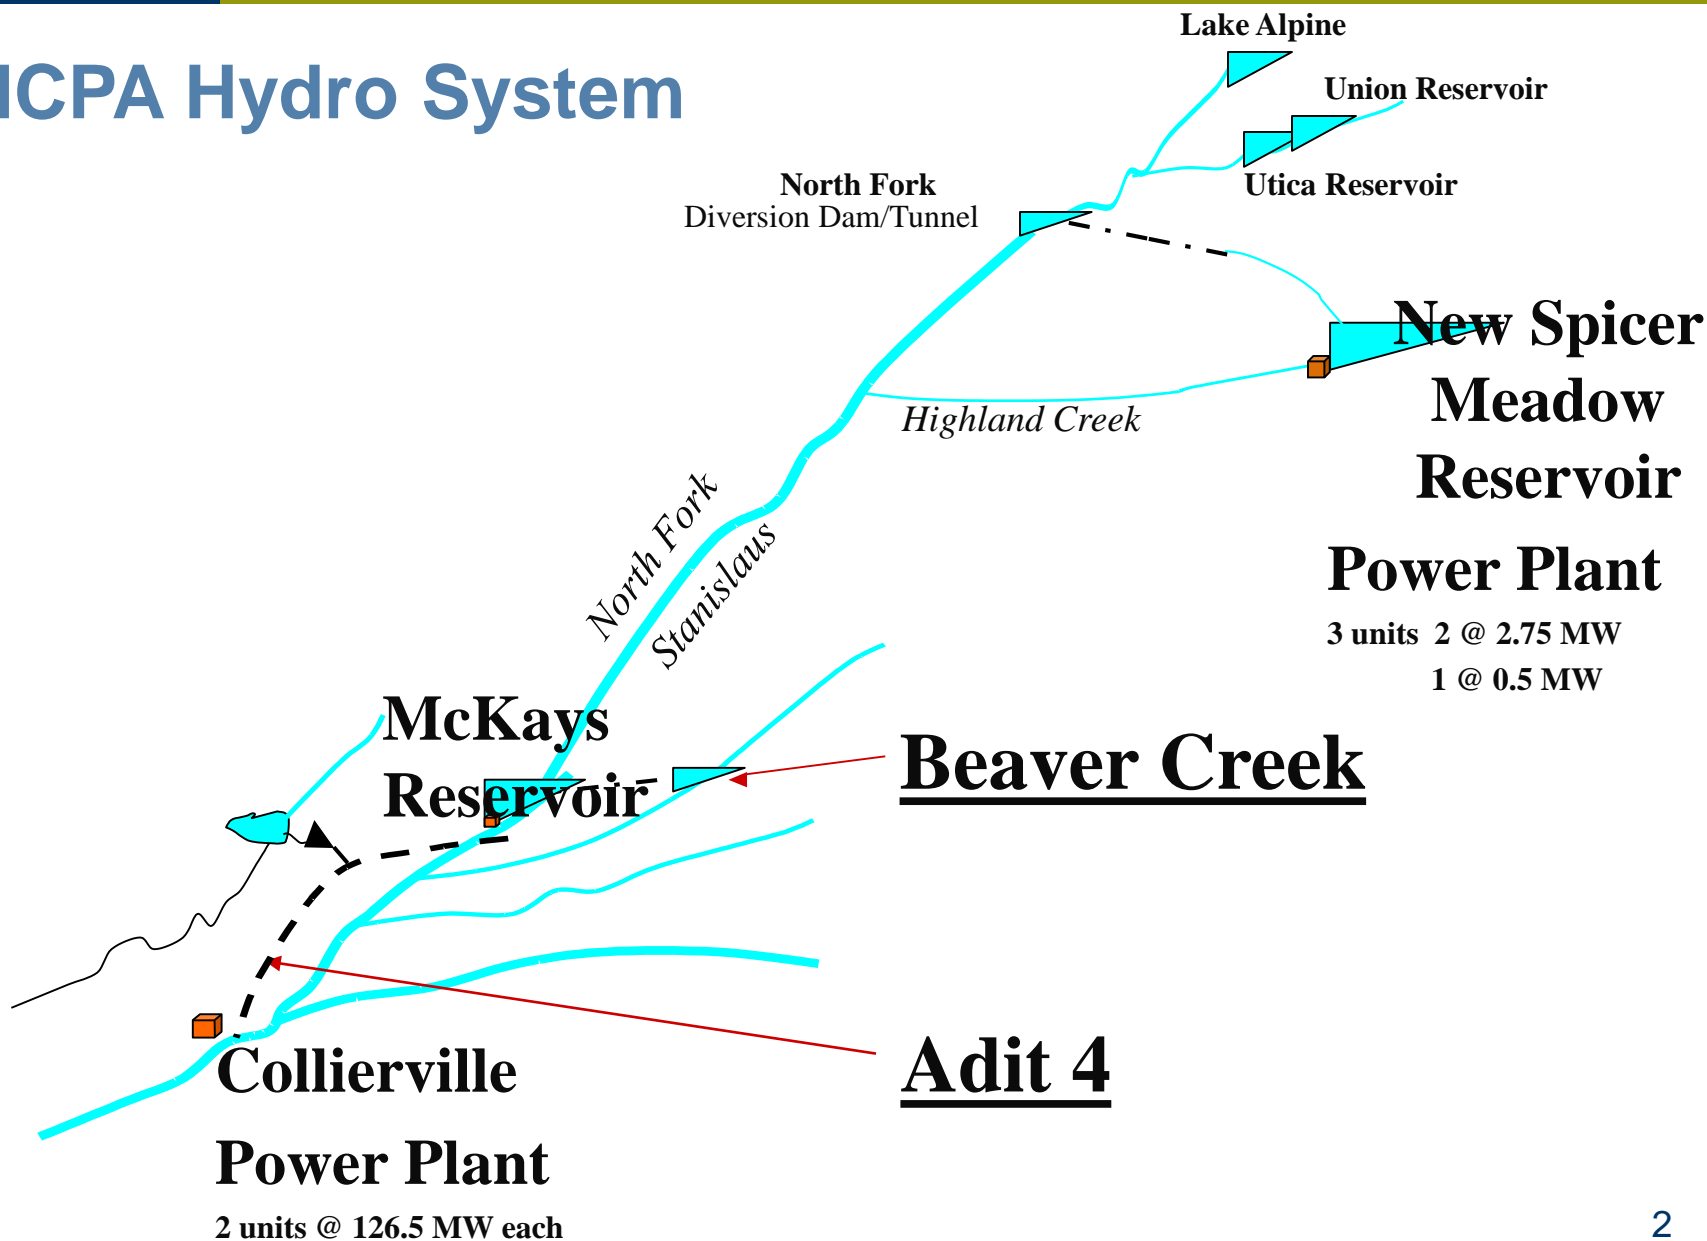 Lake Alpine
NCPA Hydro System
Union Reservoir
North Fork
Diversion Dam/Tunnel
Utica Reservoir
New Spicer
Meadow
Reservoir
Highland Creek
North Fork
Stanislaus
Power Plant
3 units 2 @ 2.75 MW
1 @ 0.5 MW
McKays
Reservoir
Beaver Creek
Adit 4
Collierville
Power Plant
2 units @ 126.5 MW each
2